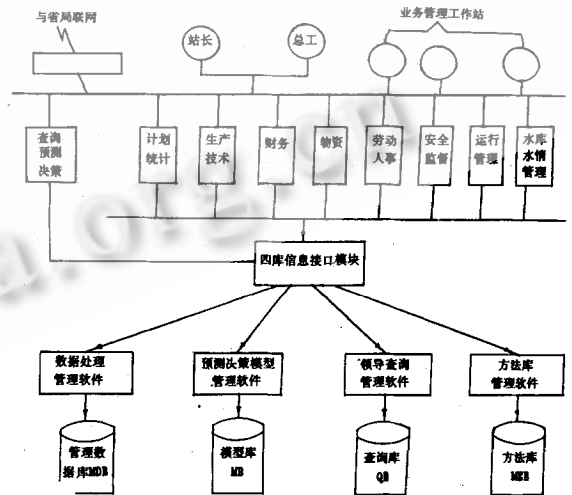 与省局联网
站长
总工
业务管理工作站
查询
预测
决策
计划
统计
生产
技术
财务
物资
劳动
人事
安全
监督
运行
管理
水库
水情
管理
四库信息接口模块
数据处理
管理软件
预测决策模型
管理软件
领导查询
管理软件
方法库
管理软件
管理数
据库MDB
模型库
MB
查询库
QB
方法库
MEB
a.org.cn